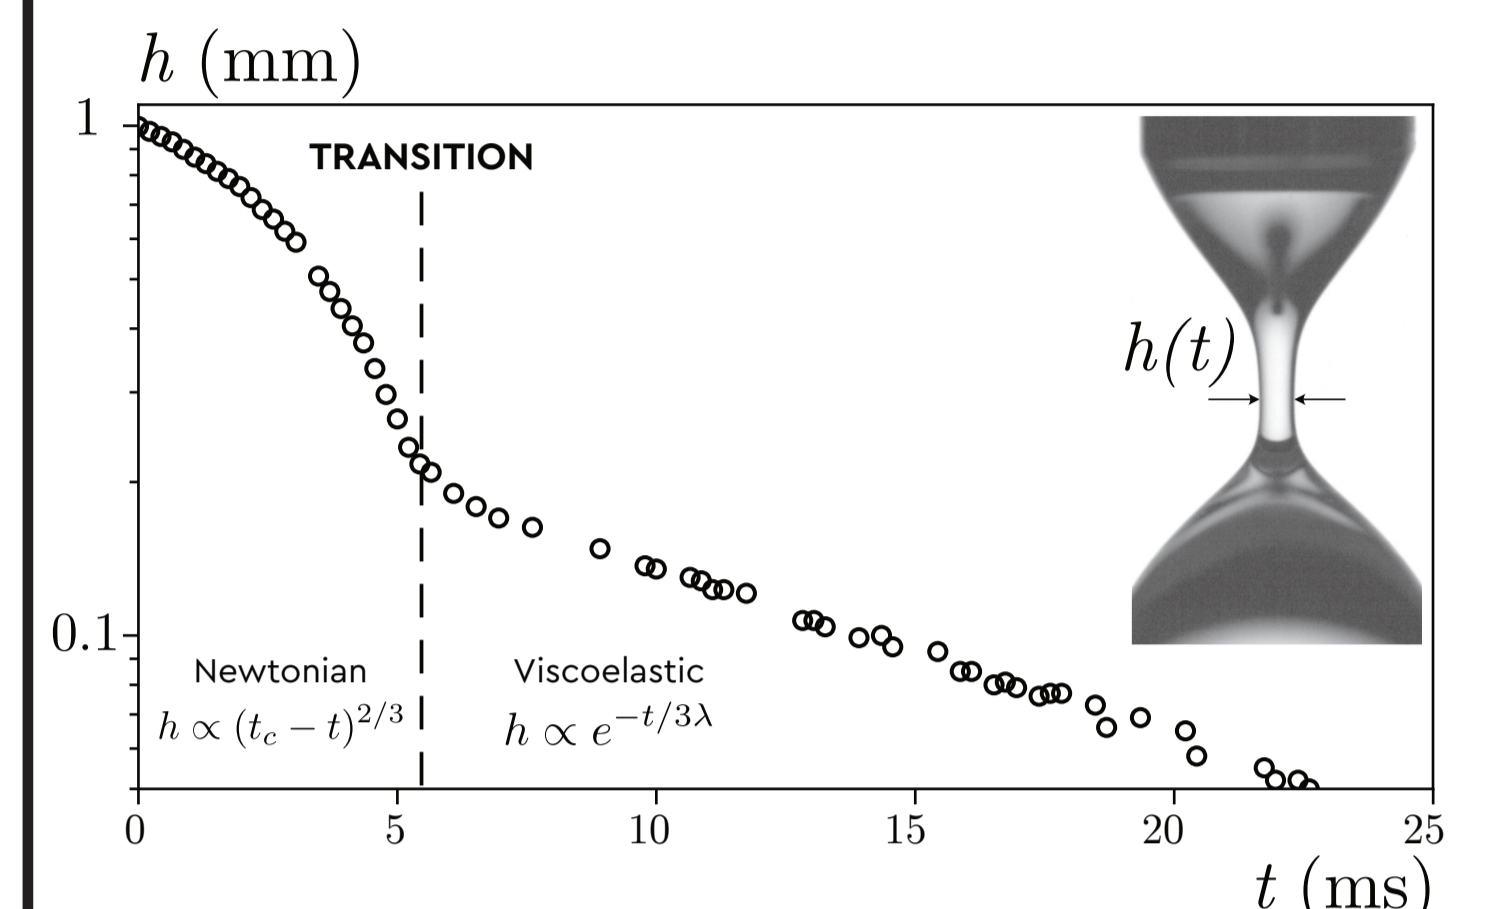 h (mm)
1
TRANSITION
h(t)
0.1
Newtonian
h ∝ (t_c − t)^{2/3}
Viscoelastic
h ∝ e^{−t/3λ}
0 5 10 15 20 25
t (ms)